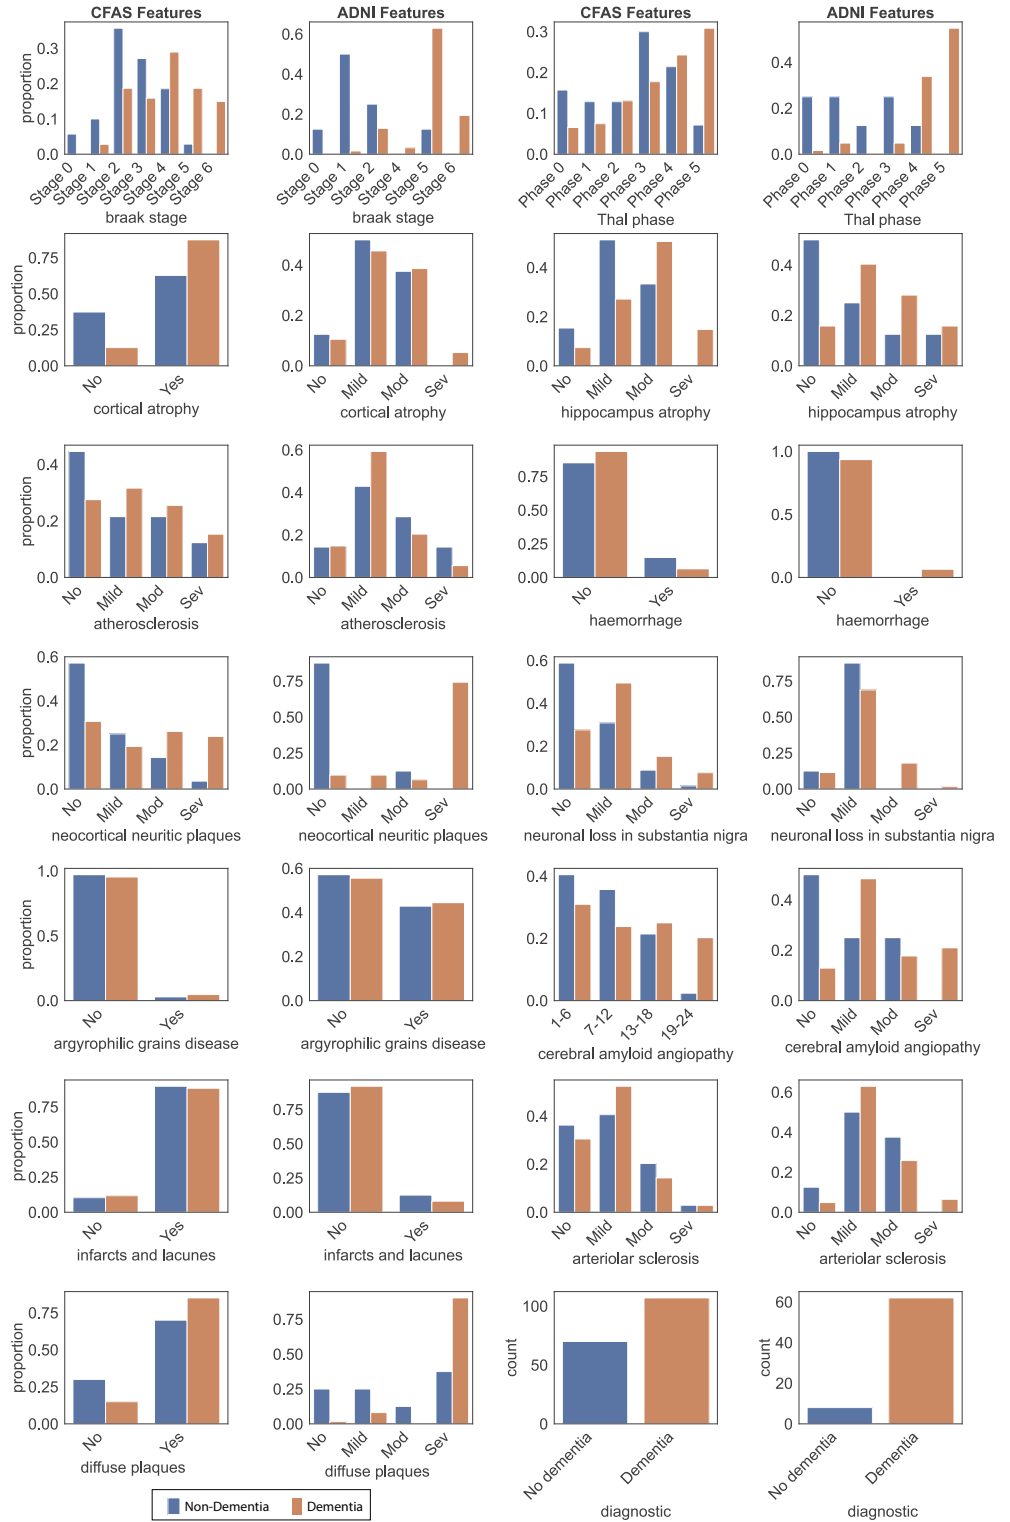 CFAS Features ADNI Features CFAS Features ADNI Features
proportion
0.3 0.2 0.1 0.0
Stage 0 Stage 1 Stage 2 Stage 3 Stage 4 Stage 5 Stage 6
braak stage
0.6 0.4 0.2 0.0
Stage 0 Stage 1 Stage 2 Stage 4 Stage 5 Stage 6
braak stage
0.3 0.2 0.1 0.0
Phase 0 Phase 1 Phase 2 Phase 3 Phase 4 Phase 5
Thal phase
0.4 0.2 0.0
Phase 0 Phase 1 Phase 2 Phase 3 Phase 4 Phase 5
Thal phase
proportion
0.75 0.50 0.25 0.00
No Yes
cortical atrophy
0.4 0.2 0.0
No Mild Mod Sev
cortical atrophy
0.4 0.2 0.0
No Mild Mod Sev
hippocampus atrophy
0.4 0.2 0.0
No Mild Mod Sev
hippocampus atrophy
proportion
0.4 0.2 0.0
No Mild Mod Sev
atherosclerosis
0.6 0.4 0.2 0.0
No Mild Mod Sev
atherosclerosis
0.75 0.50 0.25 0.00
No Yes
haemorrhage
1.0 0.5 0.0
No Yes
haemorrhage
proportion
0.6 0.4 0.2 0.0
No Mild Mod Sev
neocortical neuritic plaques
0.75 0.50 0.25 0.00
No Mild Mod Sev
neocortical neuritic plaques
0.6 0.4 0.2 0.0
No Mild Mod Sev
neuronal loss in substantia nigra
0.75 0.50 0.25 0.00
No Mild Mod Sev
neuronal loss in substantia nigra
proportion
1.0 0.5 0.0
No Yes
argyrophilic grains disease
0.6 0.4 0.2 0.0
No Yes
argyrophilic grains disease
0.4 0.2 0.0
1-6 7-12 13-18 19-24
cerebral amyloid angiopathy
0.4 0.2 0.0
No Mild Mod Sev
cerebral amyloid angiopathy
proportion
0.75 0.50 0.25 0.00
No Yes
infarcts and lacunes
0.75 0.50 0.25 0.00
No Yes
infarcts and lacunes
0.4 0.2 0.0
No Mild Mod Sev
arteriolar sclerosis
0.6 0.4 0.2 0.0
No Mild Mod Sev
arteriolar sclerosis
proportion
0.75 0.50 0.25 0.00
No Yes
diffuse plaques
0.75 0.50 0.25 0.00
No Mild Mod Sev
diffuse plaques
count
100 50 0
No dementia Dementia
diagnostic
count
60 40 20 0
No dementia Dementia
diagnostic
Non-Dementia Dementia